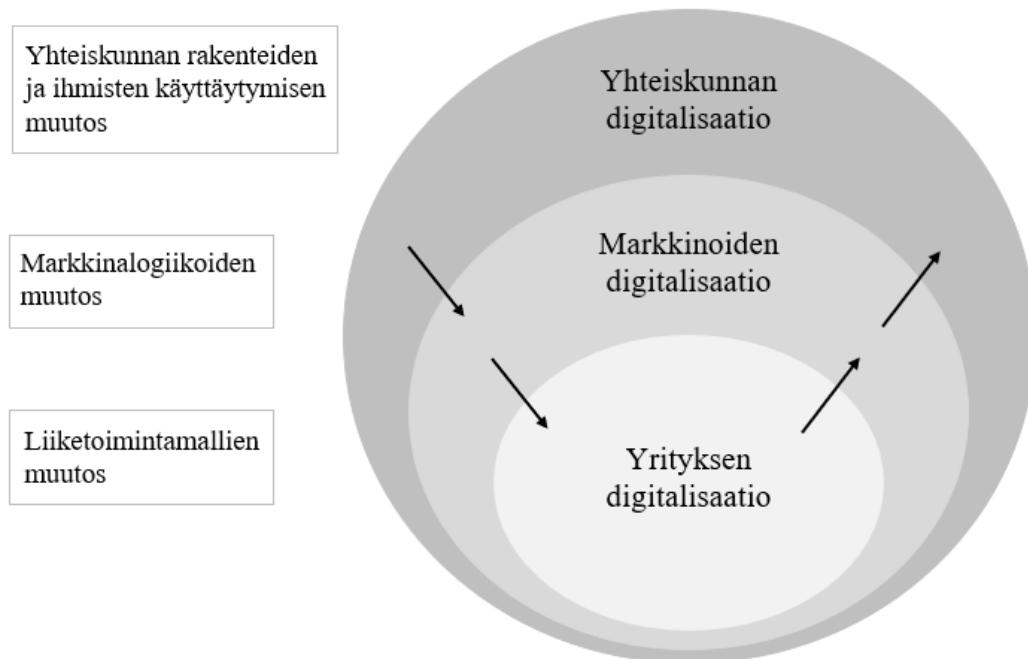 Yhteiskunnan rakenteiden
ja ihmisten käyttäytymisen
muutos
Yhteiskunnan
digitalisaatio
Markkinalogiikoiden
muutos
Markkinoiden
digitalisaatio
Liiketoimintamallien
muutos
Yrityksen
digitalisaatio